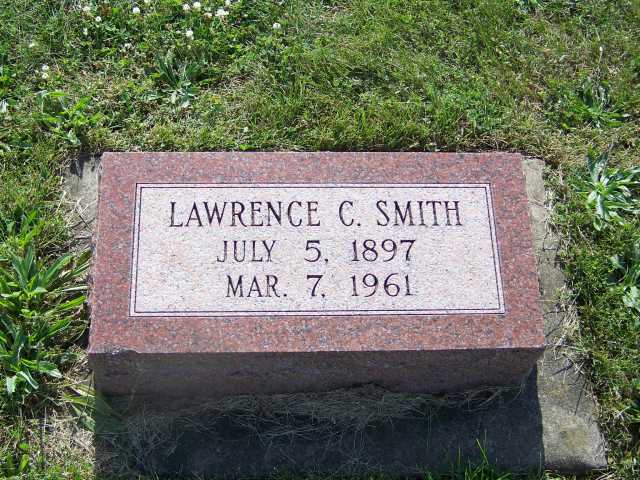 LAWRENCE C. SMITH
JULY 5, 1897
MAR. 7, 1961